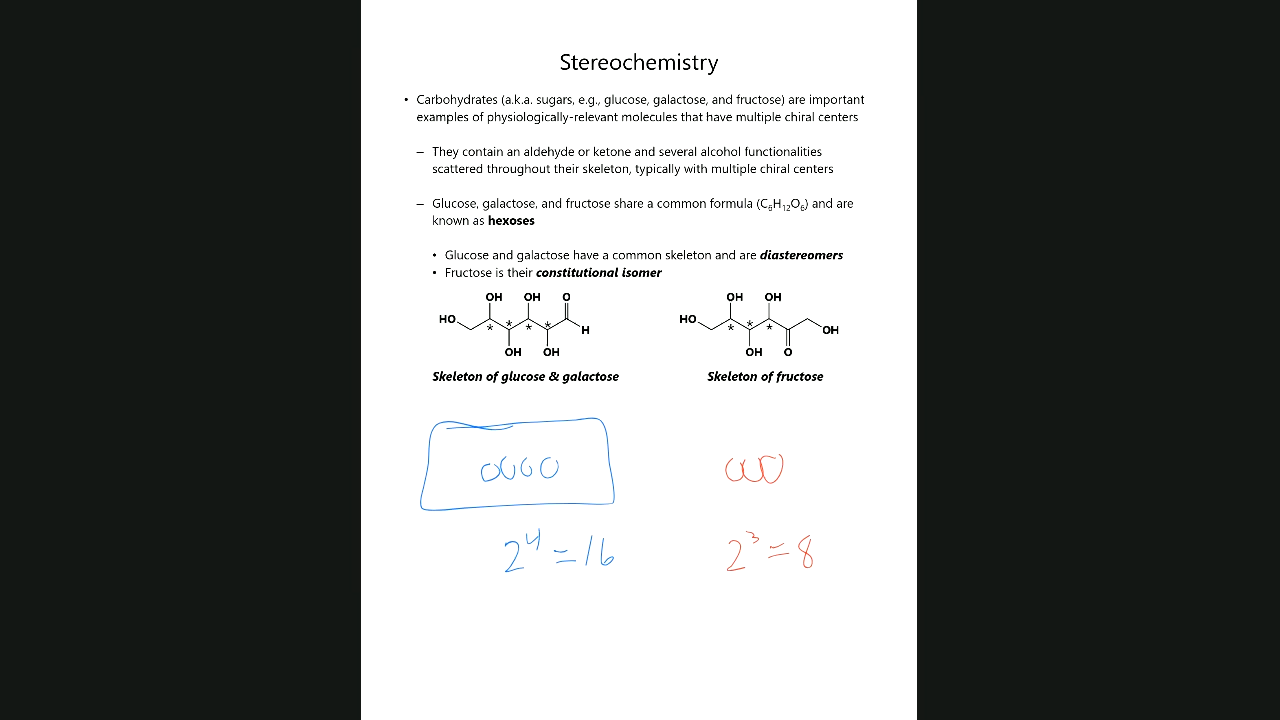 Stereochemistry
• Carbohydrates (a.k.a. sugars, e.g., glucose, galactose, and fructose) are important
examples of physiologically-relevant molecules that have multiple chiral centers
– They contain an aldehyde or ketone and several alcohol functionalities
scattered throughout their skeleton, typically with multiple chiral centers
– Glucose, galactose, and fructose share a common formula (C₆H₁₂O₆) and are
known as hexoses
• Glucose and galactose have a common skeleton and are diastereomers
• Fructose is their constitutional isomer
OH OH O
HO * * * * H
OH OH
Skeleton of glucose & galactose
OH OH
HO * * * OH
OH O
Skeleton of fructose
2⁴ = 16
2³ = 8